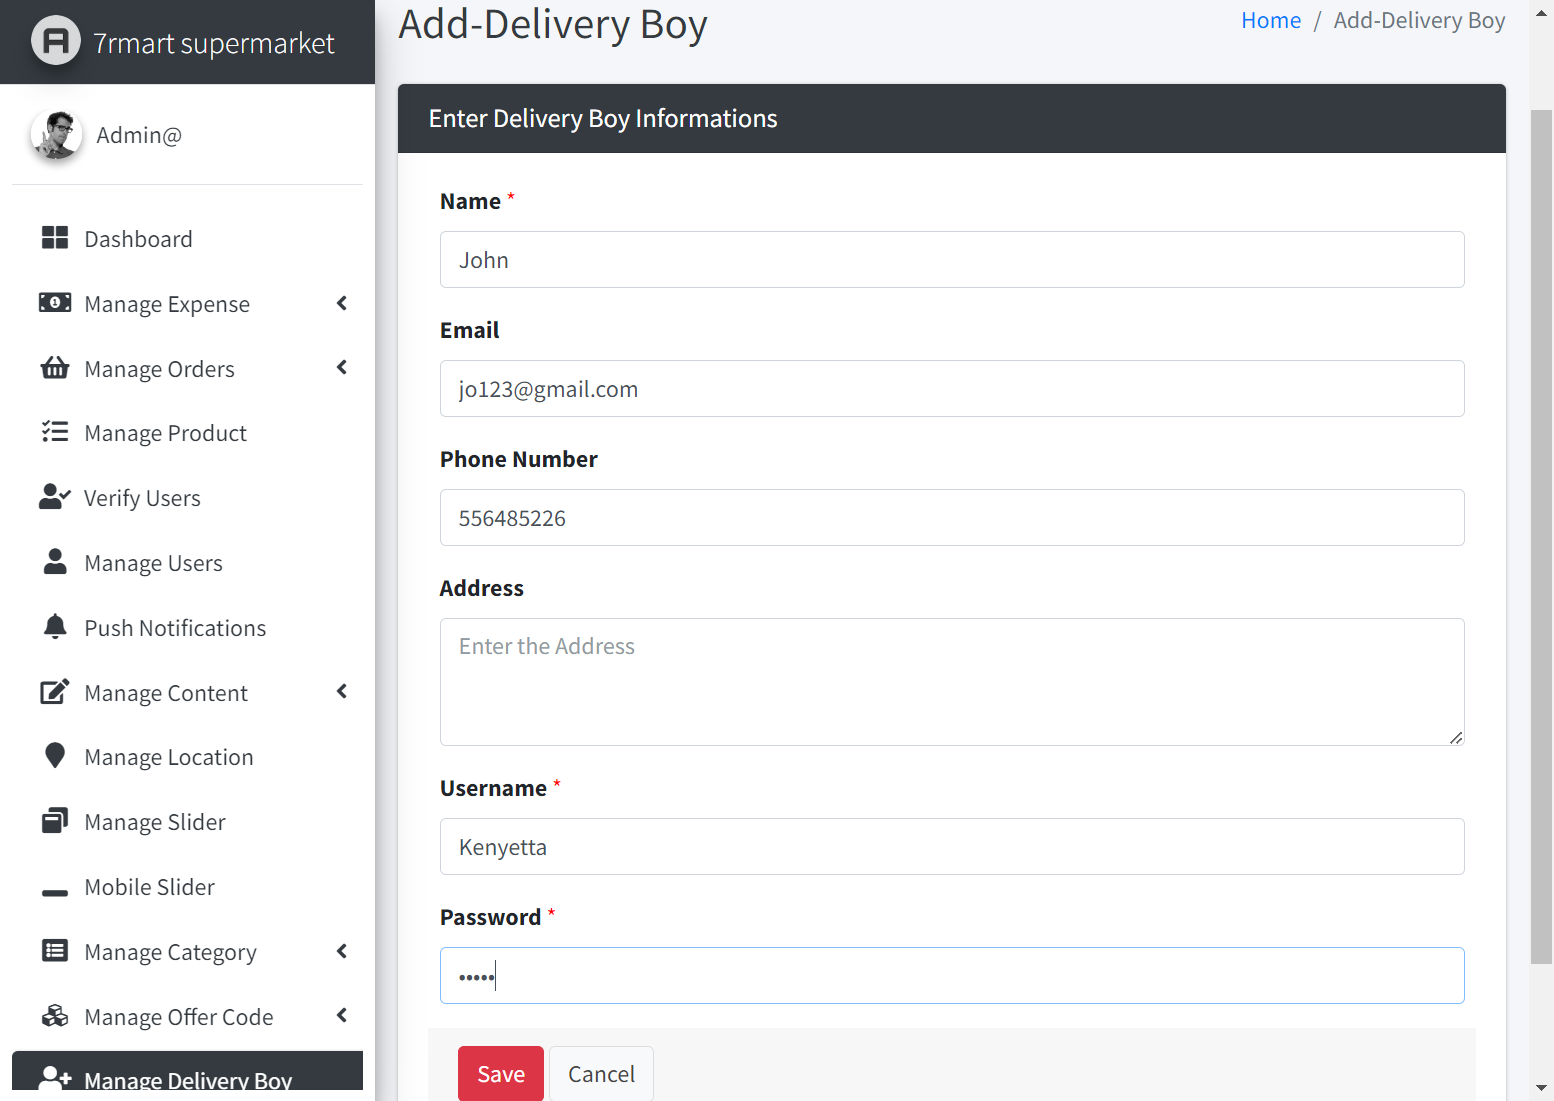 7rmart supermarket
Admin@
Dashboard
Manage Expense
Manage Orders
Manage Product
Verify Users
Manage Users
Push Notifications
Manage Content
Manage Location
Manage Slider
Mobile Slider
Manage Category
Manage Offer Code
Manage Delivery Boy
Add-Delivery Boy
Home / Add-Delivery Boy
Enter Delivery Boy Informations
Name *
John
Email
jo123@gmail.com
Phone Number
556485226
Address
Enter the Address
Username *
Kenyetta
Password *
•••••
Save
Cancel